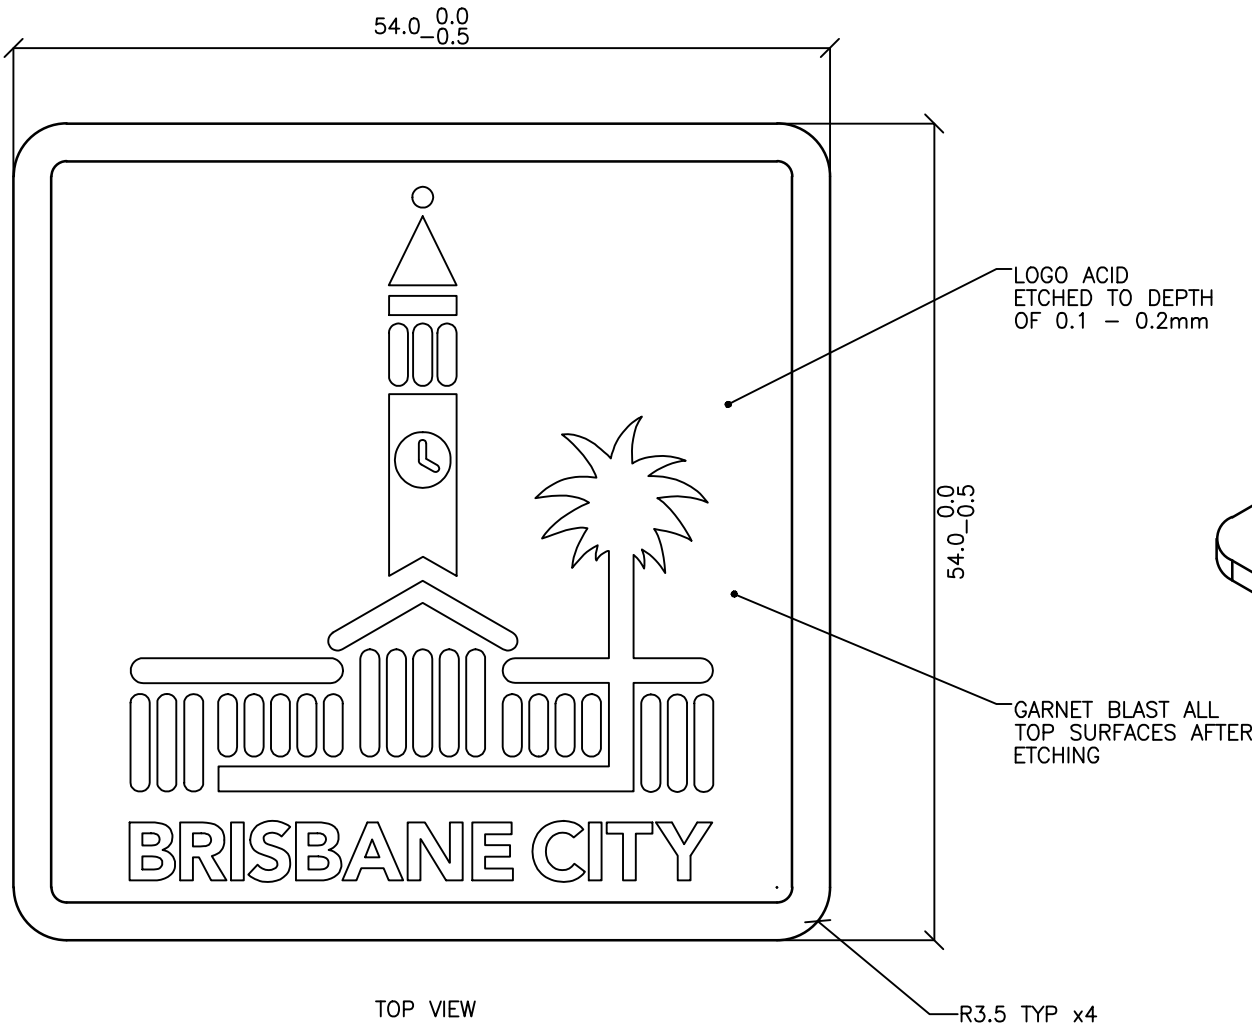 54.0 0.0
-0.5
LOGO ACID
ETCHED TO DEPTH
OF 0.1 - 0.2mm
54.0 0.0
-0.5
GARNET BLAST ALL
TOP SURFACES AFTER
ETCHING
BRISBANE CITY
TOP VIEW
R3.5 TYP x4